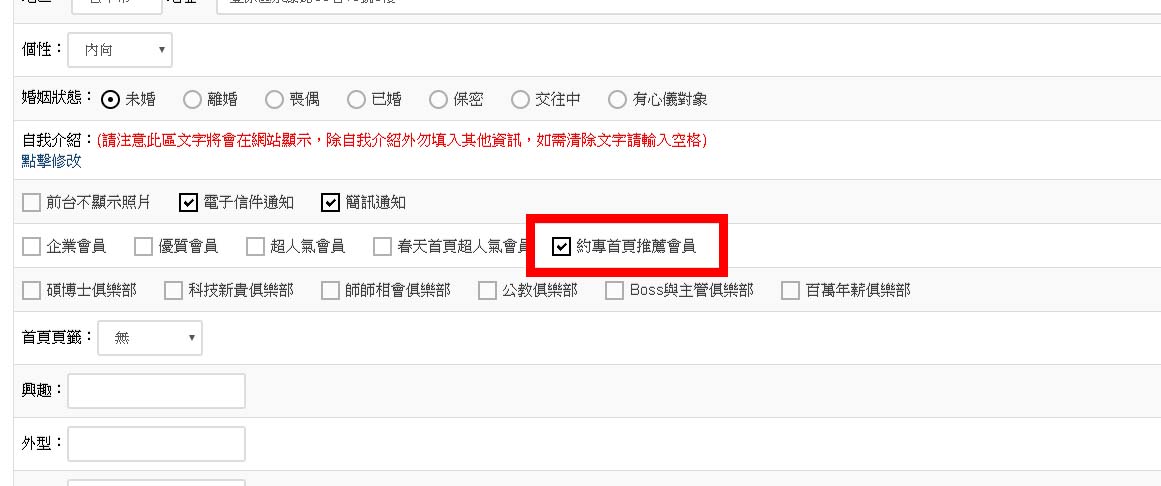 個性： 內向
婚姻狀態： 未婚 離婚 喪偶 已婚 保密 交往中 有心儀對象
自我介紹：(請注意此區文字將會在網站顯示，除自我介紹外勿填入其他資訊，如需清除文字請輸入空格)
點擊修改
前台不顯示照片 電子信件通知 簡訊通知
企業會員 優質會員 超人氣會員 春天首頁超人氣會員 約專首頁推薦會員
碩博士俱樂部 科技新貴俱樂部 師師相會俱樂部 公教俱樂部 Boss與主管俱樂部 百萬年薪俱樂部
首頁頁籤： 無
興趣：
外型：